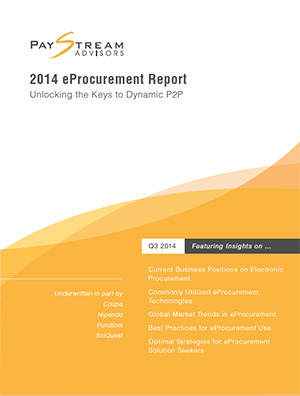 PAYSTREAM
ADVISORS
2014 eProcurement Report
Unlocking the Keys to Dynamic P2P
Q3 2014
Featuring Insights on ...
Current Business Positions on Electronic
Procurement
Commonly Utilized eProcurement
Technologies
Global Market Trends in eProcurement
Best Practices for eProcurement Use
Optimal Strategies for eProcurement
Solution Seekers
Underwritten in part by
Coupa
Nipendo
Puridiom
SciQuest